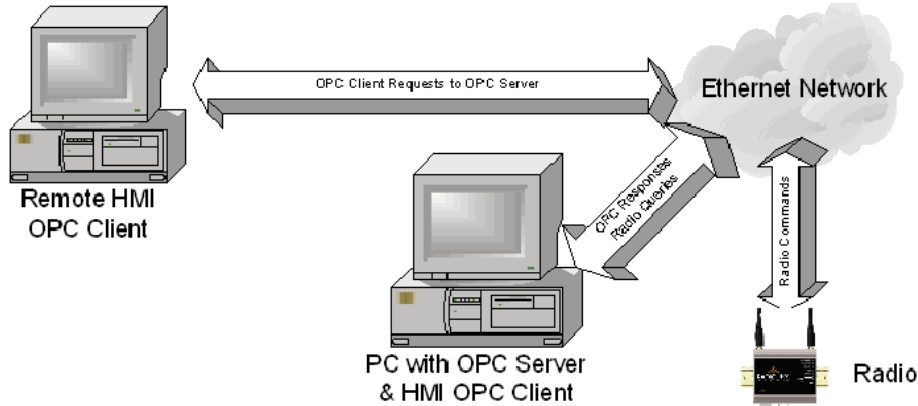 OPC Client Requests to OPC Server
Ethernet Network
Remote HMI
OPC Client
OPC Responses
Radio Queries
Radio Commands
PC with OPC Server
& HMI OPC Client
Radio